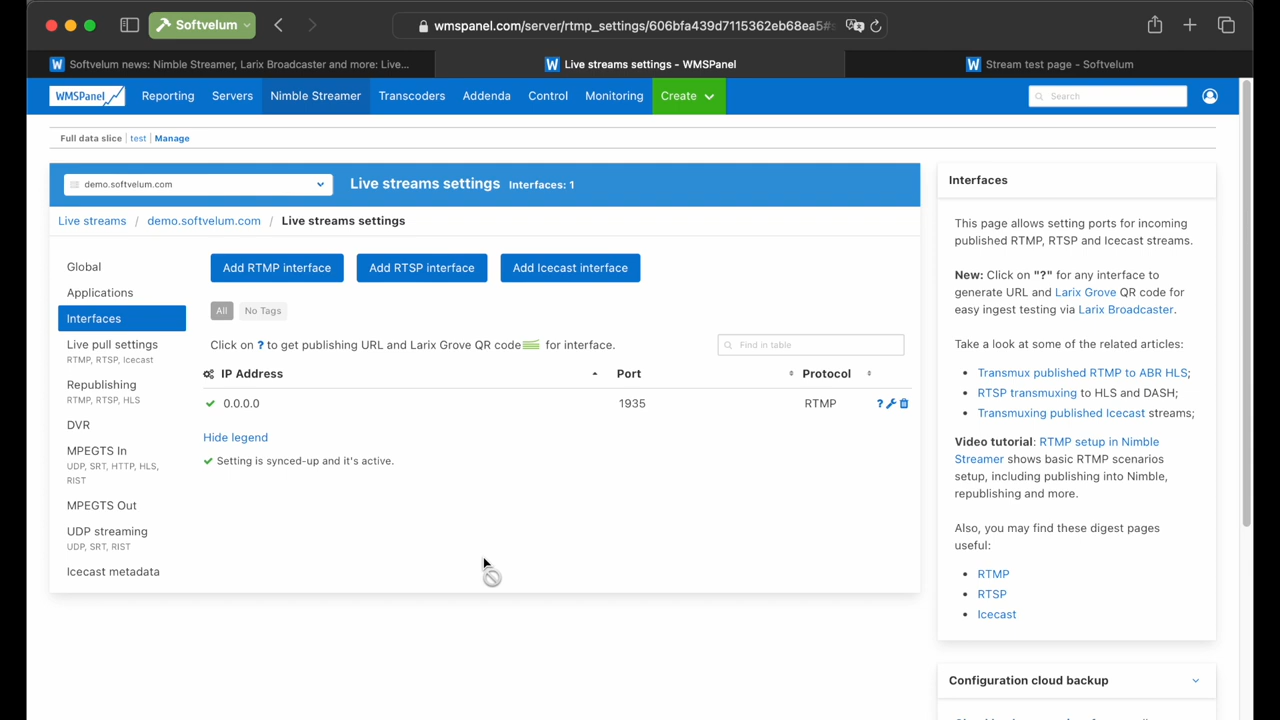 Softvelum
wmspanel.com/server/rtmp_settings/606bfa439d7115362eb68ea5#
Softvelum news: Nimble Streamer, Larix Broadcaster and more: Live...
Live streams settings - WMSPanel
Stream test page - Softvelum
WMSPANEL
Reporting
Servers
Nimble Streamer
Transcoders
Addenda
Control
Monitoring
Create
Search
Full data slice
test
Manage
demo.softvelum.com
Live streams settings
Interfaces: 1
Live streams / demo.softvelum.com / Live streams settings
Global
Applications
Interfaces
Live pull settings
RTMP, RTSP, Icecast
Republishing
RTMP, RTSP, HLS
DVR
MPEGTS In
UDP, SRT, HTTP, HLS,
RIST
MPEGTS Out
UDP streaming
UDP, SRT, RIST
Icecast metadata
Add RTMP interface
Add RTSP interface
Add Icecast interface
All
No Tags
Click on ? to get publishing URL and Larix Grove QR code for interface.
Find in table
IP Address
Port
Protocol
0.0.0.0
1935
RTMP
?
Hide legend
Setting is synced-up and it's active.
Interfaces
This page allows setting ports for incoming
published RTMP, RTSP and Icecast streams.
New: Click on "?" for any interface to
generate URL and Larix Grove QR code for
easy ingest testing via Larix Broadcaster.
Take a look at some of the related articles:
• Transmux published RTMP to ABR HLS;
• RTSP transmuxing to HLS and DASH;
• Transmuxing published Icecast streams;
Video tutorial: RTMP setup in Nimble
Streamer shows basic RTMP scenarios
setup, including publishing into Nimble,
republishing and more.
Also, you may find these digest pages
useful:
• RTMP
• RTSP
• Icecast
Configuration cloud backup